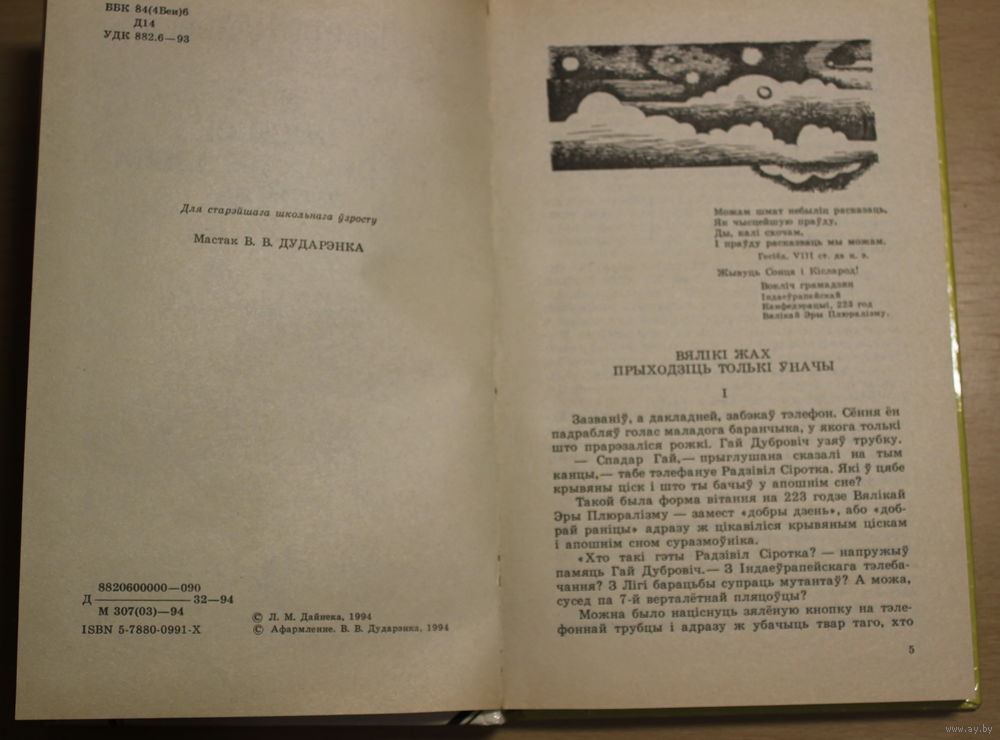 ББК 84(4Беи)6
Д14
УДК 882.6—93
Для старэйшага школьнага ўзросту
Мастак В. В. ДУДАРЭНКА
8820600000—090
Д ———— 32—94
М 307(03)—94
ISBN 5-7880-0991-X
© Л. М. Дайнека, 1994
© Афармленне. В. В. Дударэнка, 1994
Можам шмат небыліц расказаць,
Як чысцейшую праўду,
Ды, калі схочам,
І праўду расказваць мы можам.
Гесіёд. VIII ст. да н. э.
Жывуць Сонца і Кісларод!
Вокліч грамадзян
Індаеўрапейскай
Канфедэрацыі, 223 год
Вялікай Эры Плюралізму.
ВЯЛІКІ ЖАХ
ПРЫХОДЗІЦЬ ТОЛЬКІ ЎНАЧЫ
I
Зазваніў, а дакладней, забэкаў тэлефон. Сёння ён
падрабляў голас маладога баранчыка, у якога толькі
што прарэзаліся рожкі. Гай Дубровіч узяў трубку.
— Спадар Гай,— прыглушана сказалі на тым
канцы,— табе тэлефануе Радзівіл Сіротка. Які ў цябе
крывяны ціск і што ты бачыў у апошнім сне?
Такой была форма вітання на 223 годзе Вялікай
Эры Плюралізму — замест «добры дзень», або «доб-
рай раніцы» адразу ж цікавіліся крывяным ціскам
і апошнім сном суразмоўніка.
«Хто такі гэты Радзівіл Сіротка? — напружыў
памяць Гай Дубровіч.— З Індаеўрапейскага тэлеба-
чання? З Лігі барацьбы супраць мутантаў? А можа,
сусед па 7-й верталётнай пляцоўцы?
Можна было націснуць зялёную кнопку на тэле-
фоннай трубцы і адразу ж убачыць твар таго, хто
5
www.ay.by